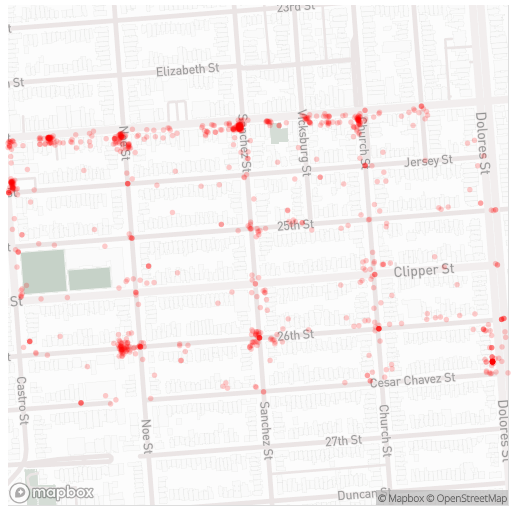 23rd St
Elizabeth St
n St
Noe St
Sanchez St
Vicksburg St
Church St
Dolores St
Jersey St
25th St
Clipper St
St
26th St
Cesar Chavez St
Castro St
Noe St
Sanchez St
Church St
Dolores St
27th St
Duncan St
mapbox
© Mapbox © OpenStreetMap